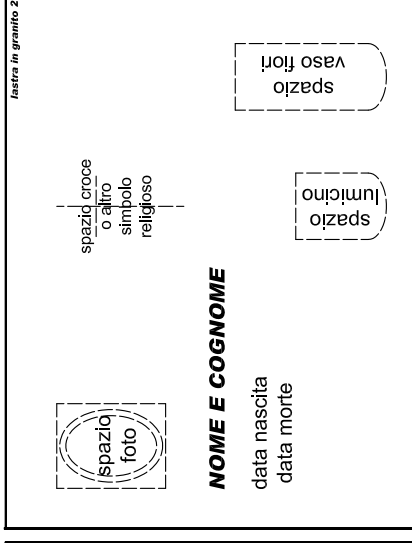 lastra in granito 2
spazio croce
o altro
simbolo
religioso
spazio
foto
NOME E COGNOME
data nascita
data morte
spazio
vaso fiori
spazio
lumicino